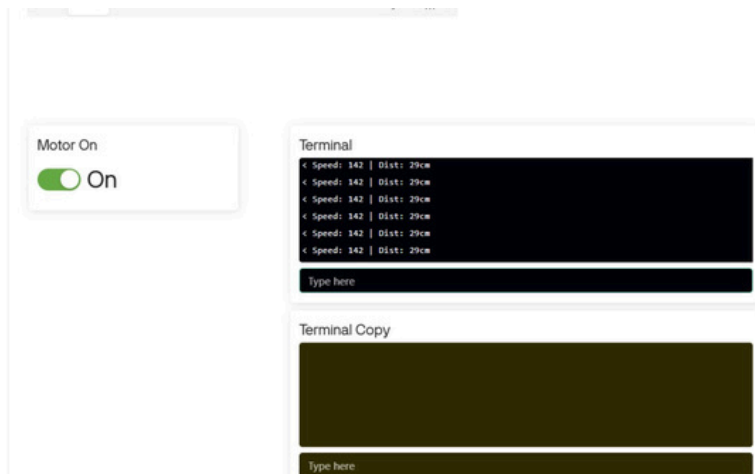 Motor On
On
Terminal
< Speed: 142 | Dist: 29cm
< Speed: 142 | Dist: 29cm
< Speed: 142 | Dist: 29cm
< Speed: 142 | Dist: 29cm
< Speed: 142 | Dist: 29cm
< Speed: 142 | Dist: 29cm
Type here
Terminal Copy
Type here